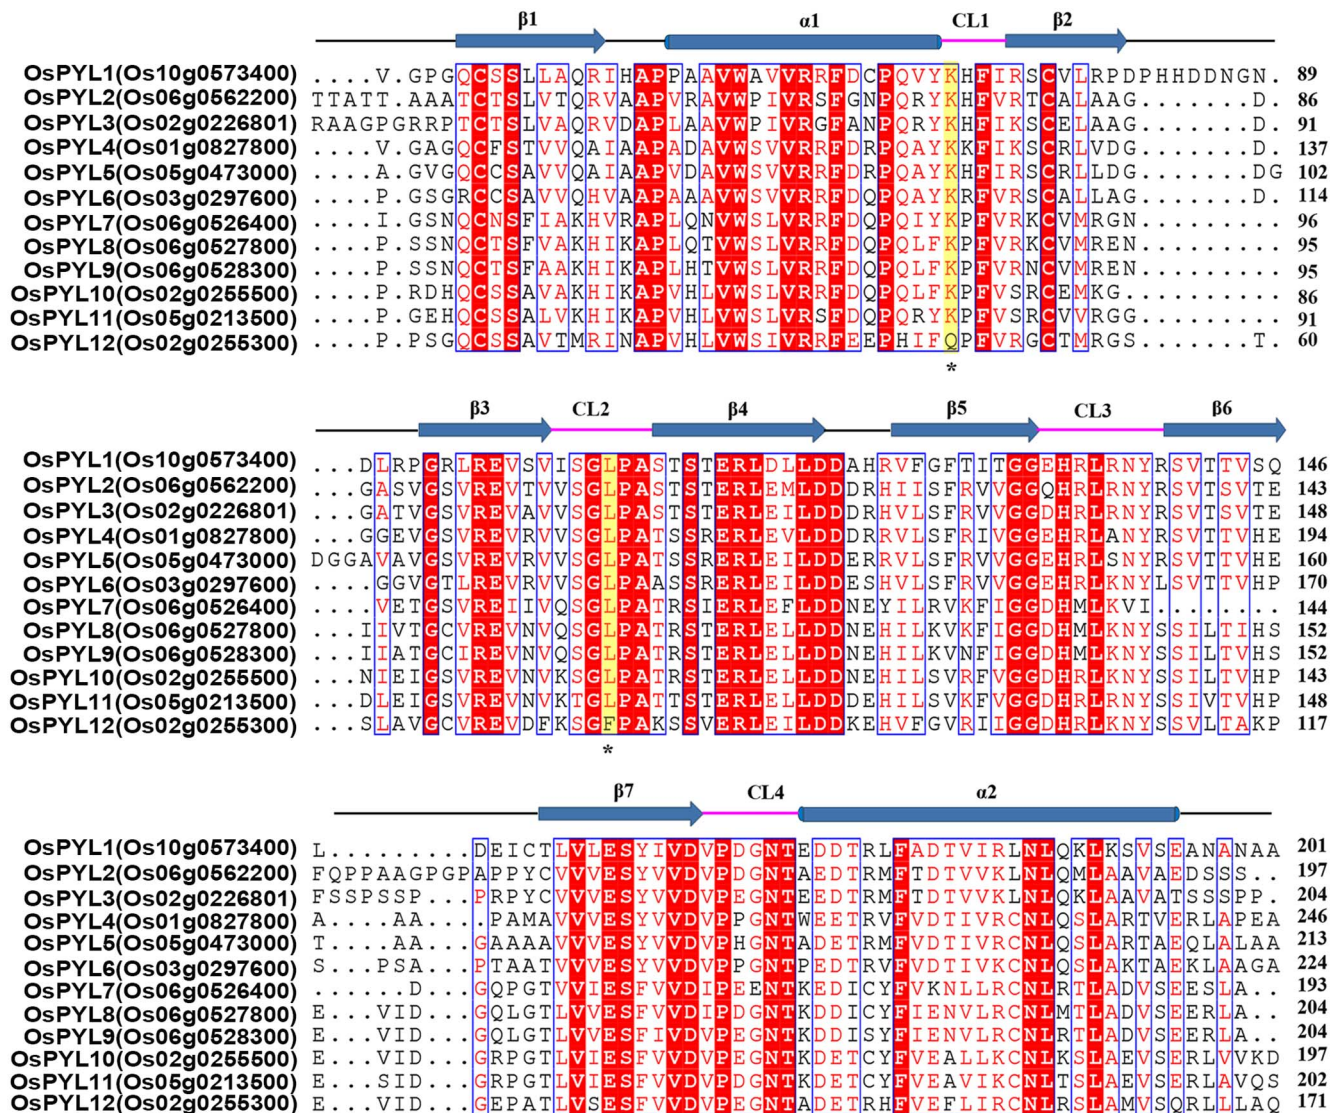 β1 α1 CL1 β2
OsPYL1(Os10g0573400) ....V.GPGQCSSLLAQRIHAPPAAVWAVVRRFDCPQVYKHFIRSCVLRPDPHHDDNGN. 89
OsPYL2(Os06g0562200) TTATT.AAATCTSLVTQRVAAPVRAVWPIVRSFGNPQRYKHFVRTCALAAG.......D. 86
OsPYL3(Os02g0226801) RAAGPGRRPTCTSLVAQRVDAPLAAVWPIVRGFANPQRYKHFIKSCELAAG.......D. 91
OsPYL4(Os01g0827800) ....V.GAGQCFSTVVQAIAAPADAVWSVVRRFDRPQAYKKFIKSCRLVDG.......D. 137
OsPYL5(Os05g0473000) ....A.GVGQCCSAVVQAIAAPVDAVWSVVRRFDRPQAYKHFIRSCRLLDG.......DG 102
OsPYL6(Os03g0297600) ....P.GSGRCCSAVVQHVAAPAAAVWSVVRRFDQPQAYKRFVRSCALLAG.......D. 114
OsPYL7(Os06g0526400) ....I.GSNQCNSFIAKHVRAPLQNVWSLVRRFDQPQIYKPFVRKCVMRGN......... 96
OsPYL8(Os06g0527800) ....P.SSNQCTSFVAKHIKAPLQTVWSLVRRFDQPQLFKPFVRKCVMREN......... 95
OsPYL9(Os06g0528300) ....P.SSNQCTSFAAKHIKAPLHTVWSLVRRFDQPQLFKPFVRNCVMREN......... 95
OsPYL10(Os02g0255500) ....P.RDHQCSSAVAKHIKAPVHLVWSLVRRFDQPQLFKPFVSRCEMKG.......... 86
OsPYL11(Os05g0213500) ....P.GEHQCSSALVKHIKAPVHLVWSLVRSFDQPQRYKPFVSRCVVRGG......... 91
OsPYL12(Os02g0255300) ....P.PSGQCSSAVTMRINAPVHLVWSIVRRFEEPHIFQPFVRGCTMRGS.......T. 60
*
β3 CL2 β4 β5 CL3 β6
OsPYL1(Os10g0573400) ...DLRPGRLREVSVISGLPASTSTERLDLLDDAHRVFGFTITGGEHRLRNYRSVTTVSQ 146
OsPYL2(Os06g0562200) ...GASVGSVREVTVVSGLPASTSTERLEMLDDDRHIISFRVVGGQHRLRNYRSVTSVTE 143
OsPYL3(Os02g0226801) ...GATVGSVREVAVVSGLPASTSTERLEILDDDRHVLSFRVVGGDHRLRNYRSVTSVTE 148
OsPYL4(Os01g0827800) ...GGEVGSVREVRVVSGLPATSSRERLEVLDDDRRVLSFRIVGGEHRLANYRSVTTVHE 194
OsPYL5(Os05g0473000) DGGAVAVGSVREVRVVSGLPATSSRERLEILDDERRVLSFRVVGGEHRLSNYRSVTTVHE 160
OsPYL6(Os03g0297600) ....GGVGTLREVRVVSGLPAASSRERLEILDDESHVLSFRVVGGEHRLKNYLSVTTVHP 170
OsPYL7(Os06g0526400) ...VETGSVREIIVQSGLPATRSIERLEFLDDNEYILRVKFIGGDHMLKVI........ 144
OsPYL8(Os06g0527800) ...IIVTGCVREVNVQSGLPATRSTERLELLDDNEHILKVKFIGGDHMLKNYSSILTIHS 152
OsPYL9(Os06g0528300) ...IIATGCIREVNVQSGLPATRSTERLELLDDNEHILKVNFIGGDHMLKNYSSILTVHS 152
OsPYL10(Os02g0255500) ...NIEIGSVREVNVKSGLPATRSTERLELLDDNEHILSVRFVGGDHRLKNYSSILTVHP 143
OsPYL11(Os05g0213500) ...DLEIGSVREVNVKTGLPATTSTERLELLDDDEHILSVKFVGGDHRLRNYSSIVTVHP 148
OsPYL12(Os02g0255300) ...SLAVGCVREVDFKSGFPAKSSVERLEILDDKEHVFGVRIIGGDHRLKNYSSVLTAKP 117
*
β7 CL4 α2
OsPYL1(Os10g0573400) L.........DEICTLVLESYIVDVPDGNTEDDTRLFADTVIRLNLQKLKSVSEANANAA 201
OsPYL2(Os06g0562200) FQPPAAGPGPAPPYCVVVESYVVDVPDGNTAEDTRMFTDTVVKLNLQMLAAVAEDSSS.. 197
OsPYL3(Os02g0226801) FSSPSSP...PRPYCVVVESYVVDVPEGNTEEDTRMFTDTVVKLNLQKLAAVATSSSPP. 204
OsPYL4(Os01g0827800) A....AA....PAMAVVVESYVVDVPPGNTWEETRVFVDTIVRCNLQSLARTVERLAPEA 246
OsPYL5(Os05g0473000) T....AA...GAAAAVVVESYVVDVPHGNTADETRMFVDTIVRCNLQSLARTAEQLALAA 213
OsPYL6(Os03g0297600) S...PSA...PTAATVVVESYVVDVPPGNTPEDTRVFVDTIVKCNLQSLAKTAEKLAAGA 224
OsPYL7(Os06g0526400) ......D...GQPGTVVIESFVVDIPEENTKEDICYFVKNLLRCNLRTLADVSEESLA.. 193
OsPYL8(Os06g0527800) E...VID...GQLGTLVVESFVVDIPDGNTKDDICYFIENVLRCNLMTLADVSEERLA.. 204
OsPYL9(Os06g0528300) E...VID...GQLGTLVVESFIVDVPEGNTKDDISYFIENVLRCNLRTLADVSEERLA.. 204
OsPYL10(Os02g0255500) E...VID...GRPGTLVIESFVVDVPEGNTKDETCYFVEALLKCNLKSLAEVSERLVVKD 197
OsPYL11(Os05g0213500) E...SID...GRPGTLVIESFVVDVPDGNTKDETCYFVEAVIKCNLTSLAEVSERLAVQS 202
OsPYL12(Os02g0255300) E...VID...GEPATLVSESFVVDVPEGNTADETRHFVEFLIRCNLRSLAMVSQRLLLAQ 171